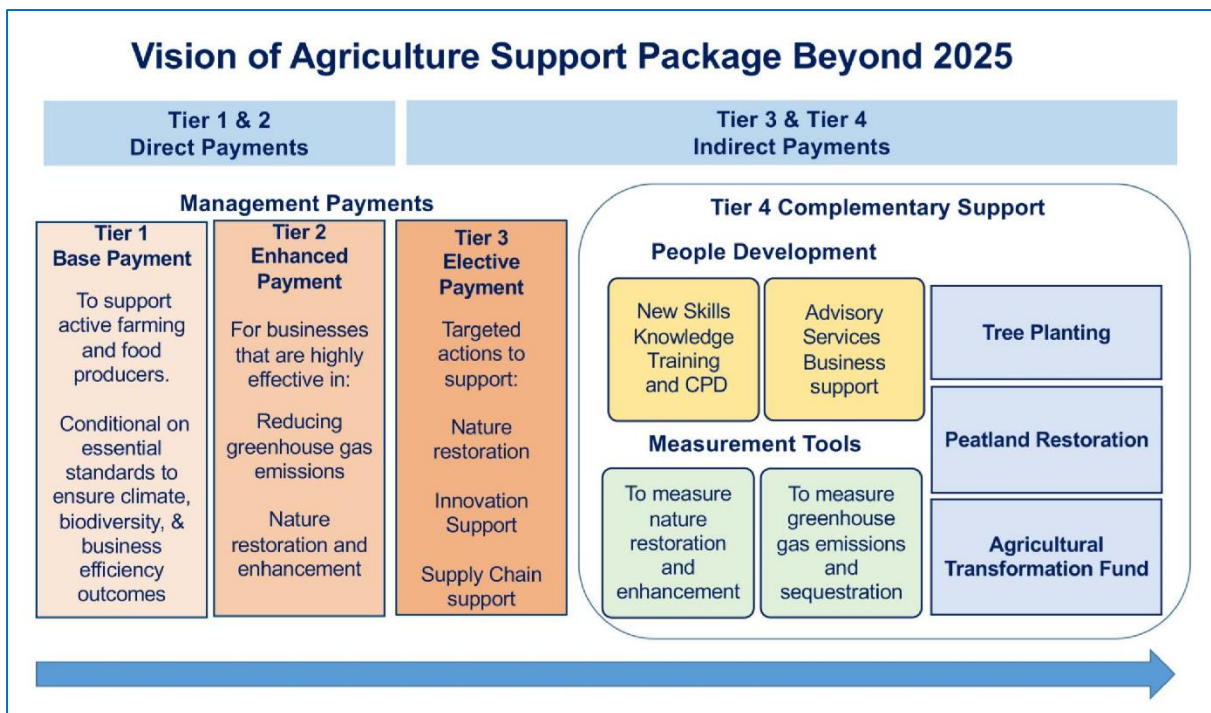 Vision of Agriculture Support Package Beyond 2025
Tier 1 & 2
Direct Payments
Tier 3 & Tier 4
Indirect Payments
Management Payments
Tier 1
Base Payment
To support
active farming
and food
producers.
Conditional on
essential
standards to
ensure climate,
biodiversity, &
business
efficiency
outcomes
Tier 2
Enhanced
Payment
For businesses
that are highly
effective in:
Reducing
greenhouse gas
emissions
Nature
restoration and
enhancement
Tier 3
Elective
Payment
Targeted
actions to
support:
Nature
restoration
Innovation
Support
Supply Chain
support
Tier 4 Complementary Support
People Development
New Skills
Knowledge
Training
and CPD
Advisory
Services
Business
support
Measurement Tools
To measure
nature
restoration
and
enhancement
To measure
greenhouse
gas emissions
and
sequestration
Tree Planting
Peatland Restoration
Agricultural
Transformation Fund